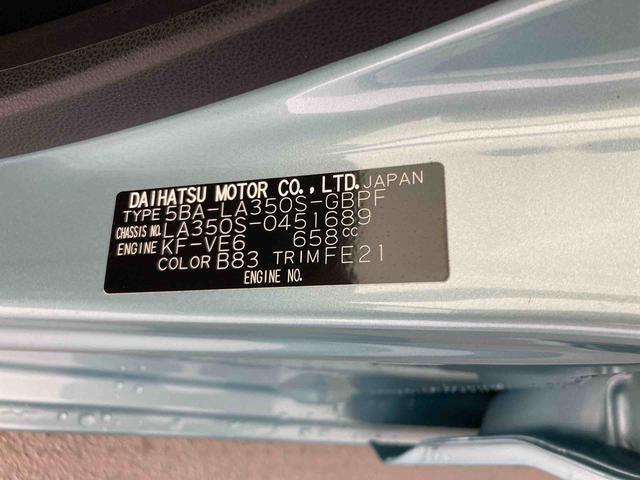 DAIHATSU MOTOR CO.,LTD. JAPAN
TYPE 5BA-LA350S-GBPF
CHASSIS NO. LA350S-0451689
ENGINE KF-VE6 658CC
COLOR B83 TRIM FE21
ENGINE NO.